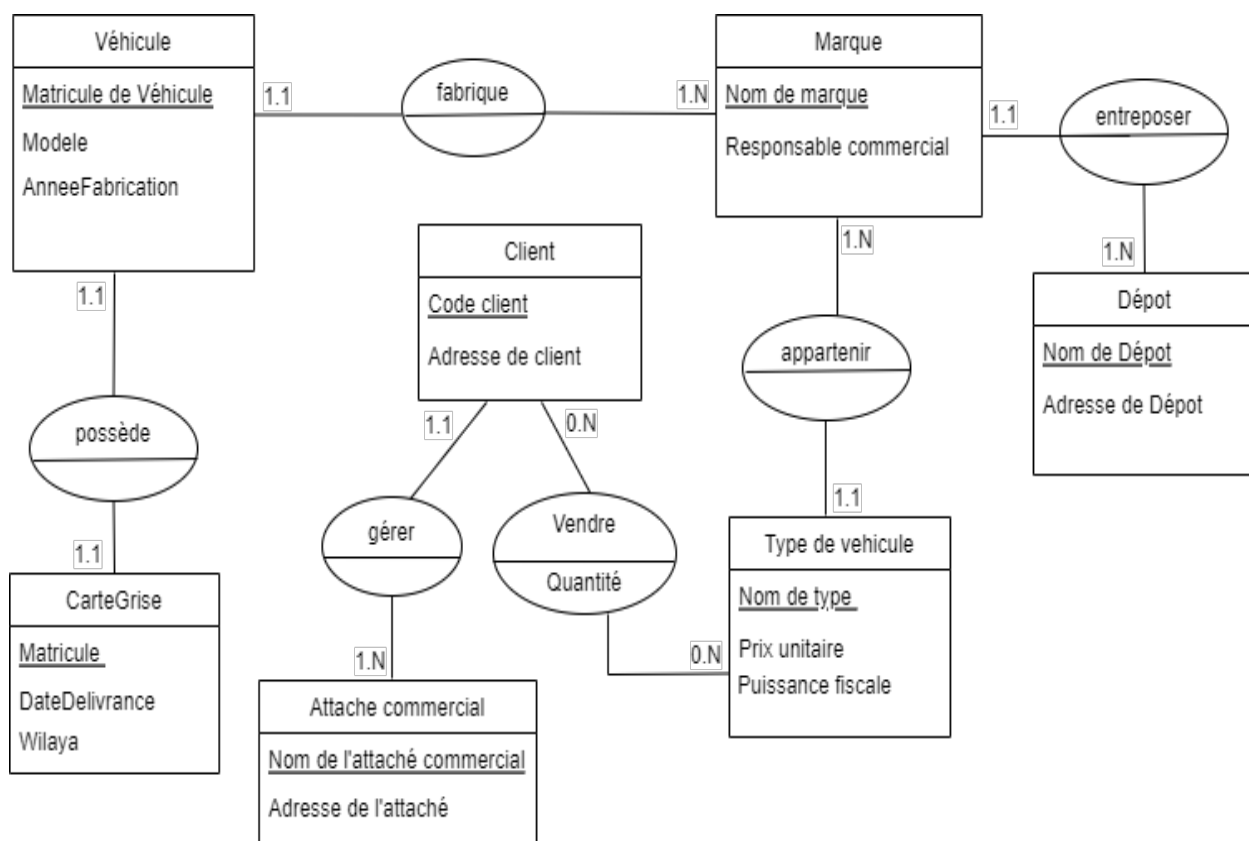 Véhicule
Matricule de Véhicule
Modele
AnneeFabrication
1.1
fabrique
1.N
Marque
Nom de marque
Responsable commercial
1.1
entreposer
1.N
Dépot
Nom de Dépot
Adresse de Dépot
1.N
appartenir
1.1
Type de vehicule
Nom de type
Prix unitaire
Puissance fiscale
Client
Code client
Adresse de client
1.1
0.N
gérer
Vendre
Quantité
0.N
1.N
Attache commercial
Nom de l'attaché commercial
Adresse de l'attaché
1.1
possède
1.1
CarteGrise
Matricule
DateDelivrance
Wilaya